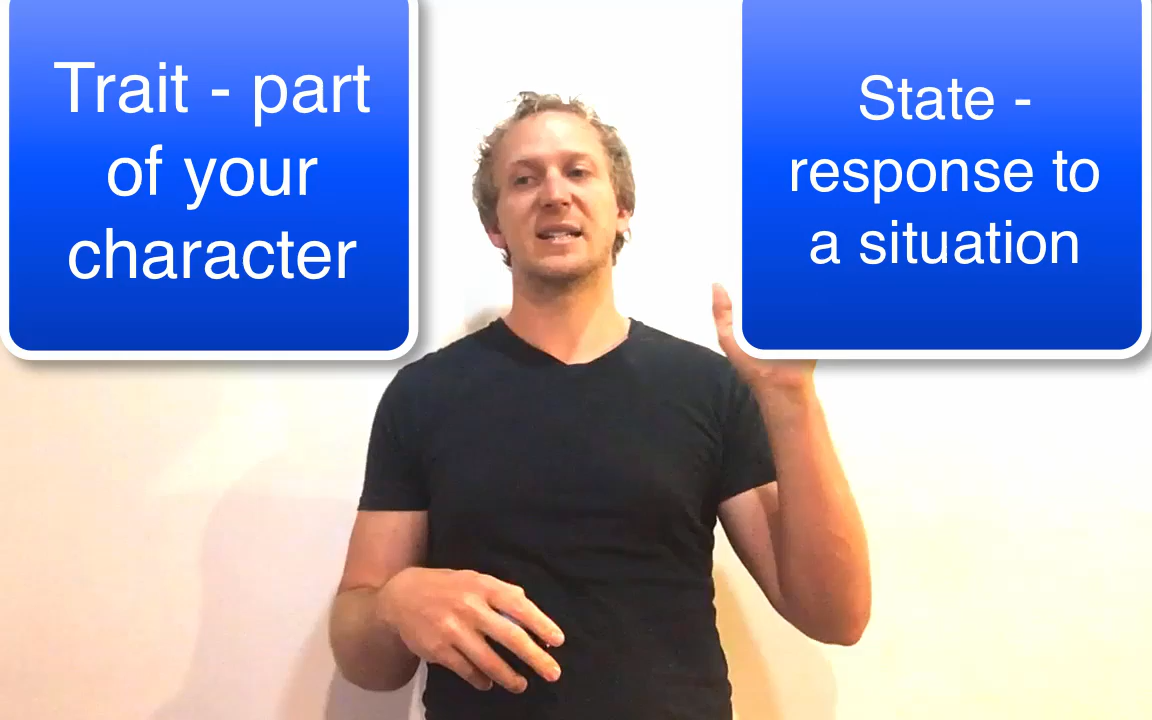 Trait - part
of your
character
State -
response to
a situation